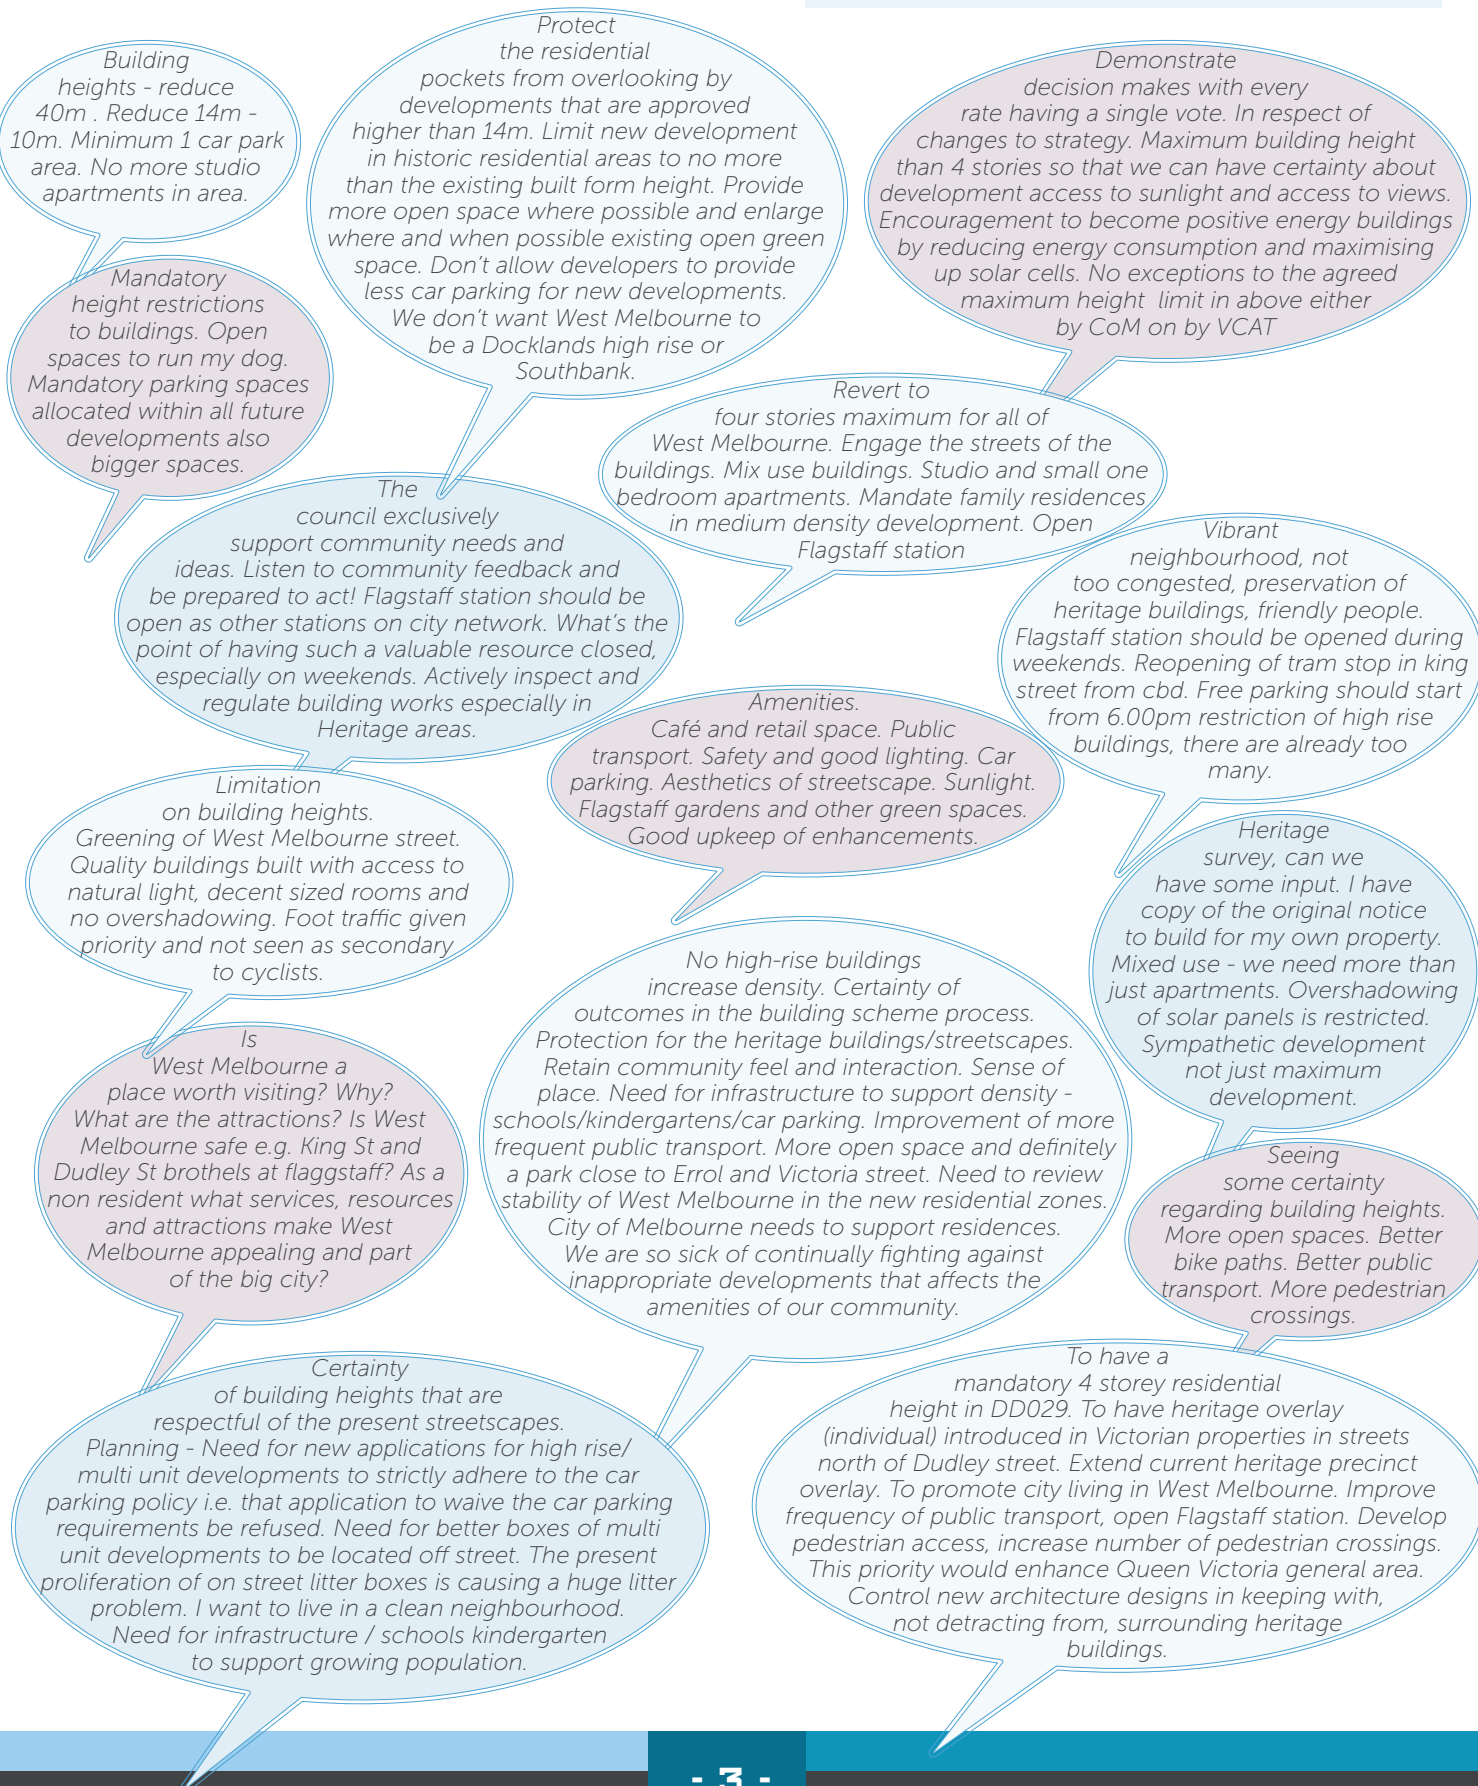 Building
heights - reduce
40m . Reduce 14m -
10m. Minimum 1 car park
area. No more studio
apartments in area.
Protect
the residential
pockets from overlooking by
developments that are approved
higher than 14m. Limit new development
in historic residential areas to no more
than the existing built form height. Provide
more open space where possible and enlarge
where and when possible existing open green
space. Don't allow developers to provide
less car parking for new developments.
We don't want West Melbourne to
be a Docklands high rise or
Southbank.
Demonstrate
decision makes with every
rate having a single vote. In respect of
changes to strategy. Maximum building height
than 4 stories so that we can have certainty about
development access to sunlight and access to views.
Encouragement to become positive energy buildings
by reducing energy consumption and maximising
up solar cells. No exceptions to the agreed
maximum height  limit in above either
by CoM on by VCAT
Mandatory
height restrictions
to buildings. Open
spaces to run my dog.
Mandatory parking spaces
allocated within all future
developments also
bigger spaces.
Revert to
four stories maximum for all of
West Melbourne. Engage the streets of the
buildings. Mix use buildings. Studio and small one
bedroom apartments. Mandate family residences
in medium density development. Open
Flagstaff station
The
council exclusively
support community needs and
ideas. Listen to community feedback and
be prepared to act! Flagstaff station should be
open as other stations on city network. What's the
point of having such a valuable resource closed,
especially on weekends. Actively inspect and
regulate building works especially in
Heritage areas.
Vibrant
neighbourhood, not
too congested, preservation of
heritage buildings, friendly people.
Flagstaff station should be opened during
weekends. Reopening of tram stop in king
street from cbd. Free parking should start
from 6.00pm restriction of high rise
buildings, there are already too
many.
Amenities.
Café and retail space. Public
transport. Safety and good lighting. Car
parking. Aesthetics of streetscape. Sunlight.
Flagstaff gardens and other green spaces.
Good upkeep of enhancements.
Limitation
on building heights.
Greening of West Melbourne street.
Quality buildings built with access to
natural light, decent sized rooms and
no overshadowing. Foot traffic given
priority and not seen as secondary
to cyclists.
Heritage
survey, can we
have some input. I have
copy of the original notice
to build for my own property.
Mixed use - we need more than
just apartments. Overshadowing
of solar panels is restricted.
Sympathetic development
not just maximum
development.
No high-rise buildings
increase density. Certainty of
outcomes in the building scheme process.
Protection for the heritage buildings/streetscapes.
Retain community feel and interaction. Sense of
place. Need for infrastructure to support density -
schools/kindergartens/car parking. Improvement of more
frequent public transport. More open space and definitely
a park close to Errol and Victoria street. Need to review
stability of West Melbourne in the new residential zones.
City of Melbourne needs to support residences.
We are so sick of continually fighting against
inappropriate developments that affects the
amenities of our community.
Is
West Melbourne a
place worth visiting? Why?
What are the attractions? Is West
Melbourne safe e.g. King St and
Dudley St brothels at flaggstaff? As a
non resident what services, resources
and attractions make West
Melbourne appealing and part
of the big city?
Seeing
some certainty
regarding building heights.
More open spaces. Better
bike paths. Better public
transport. More pedestrian
crossings.
Certainty
of building heights that are
respectful of the present streetscapes.
Planning - Need for new applications for high rise/
multi unit developments to strictly adhere to the car
parking policy i.e. that application to waive the car parking
requirements be refused. Need for better boxes of multi
unit developments to be located off street. The present
proliferation of on street litter boxes is causing a huge litter
problem. I want to live in a clean neighbourhood.
Need for infrastructure / schools kindergarten
to support growing population.
To have a
mandatory 4 storey residential
height in DD029. To have heritage overlay
(individual) introduced in Victorian properties in streets
north of Dudley street. Extend current heritage precinct
overlay. To promote city living in West Melbourne. Improve
frequency of public transport, open Flagstaff station. Develop
pedestrian access, increase number of pedestrian crossings.
This priority would enhance Queen Victoria general area.
Control new architecture designs in keeping with,
not detracting from, surrounding heritage
buildings.
- 3 -